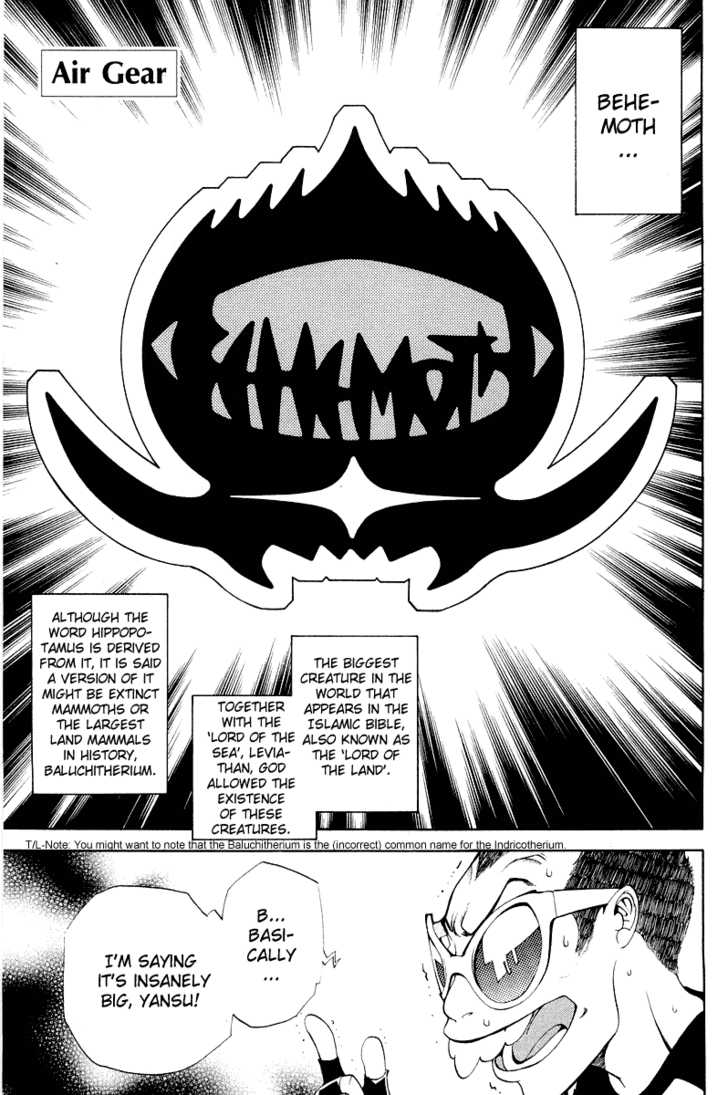 Air Gear
BEHE-
MOTH
...
BEHEMOTH
THE BIGGEST
CREATURE IN THE
WORLD THAT
APPEARS IN THE
ISLAMIC BIBLE,
ALSO KNOWN AS
THE 'LORD OF
THE LAND'.
TOGETHER
WITH THE
'LORD OF THE
SEA', LEVIA-
THAN, GOD
ALLOWED THE
EXISTENCE
OF THESE
CREATURES.
ALTHOUGH THE
WORD HIPPOPO-
TAMUS IS DERIVED
FROM IT, IT IS SAID
A VERSION OF IT
MIGHT BE EXTINCT
MAMMOTHS OR
THE LARGEST
LAND MAMMALS
IN HISTORY,
BALUCHITHERIUM.
T/L-Note: You might want to note that the Baluchitherium is the (incorrect) common name for the Indricotherium.
B...
BASI-
CALLY
...
I'M SAYING
IT'S INSANELY
BIG, YANSU!